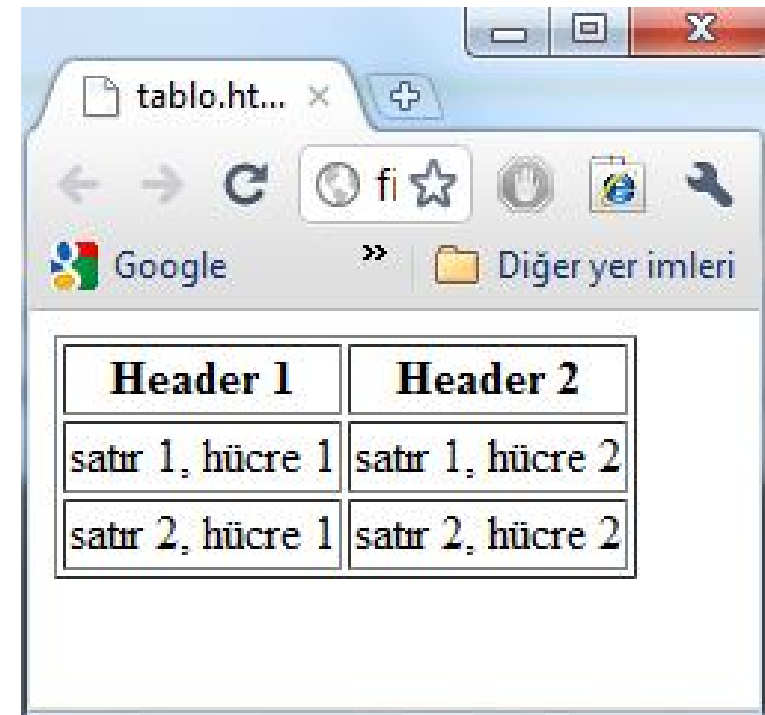 tablo.ht...
fi
Google » Diğer yer imleri
Header 1 Header 2
satır 1, hücre 1 satır 1, hücre 2
satır 2, hücre 1 satır 2, hücre 2